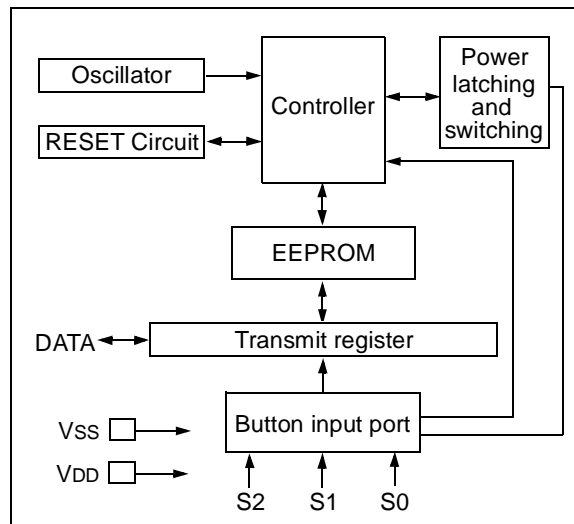 Oscillator
RESET Circuit
Controller
Power
latching
and
switching
EEPROM
DATA
Transmit register
Button input port
VSS
VDD
S2
S1
S0